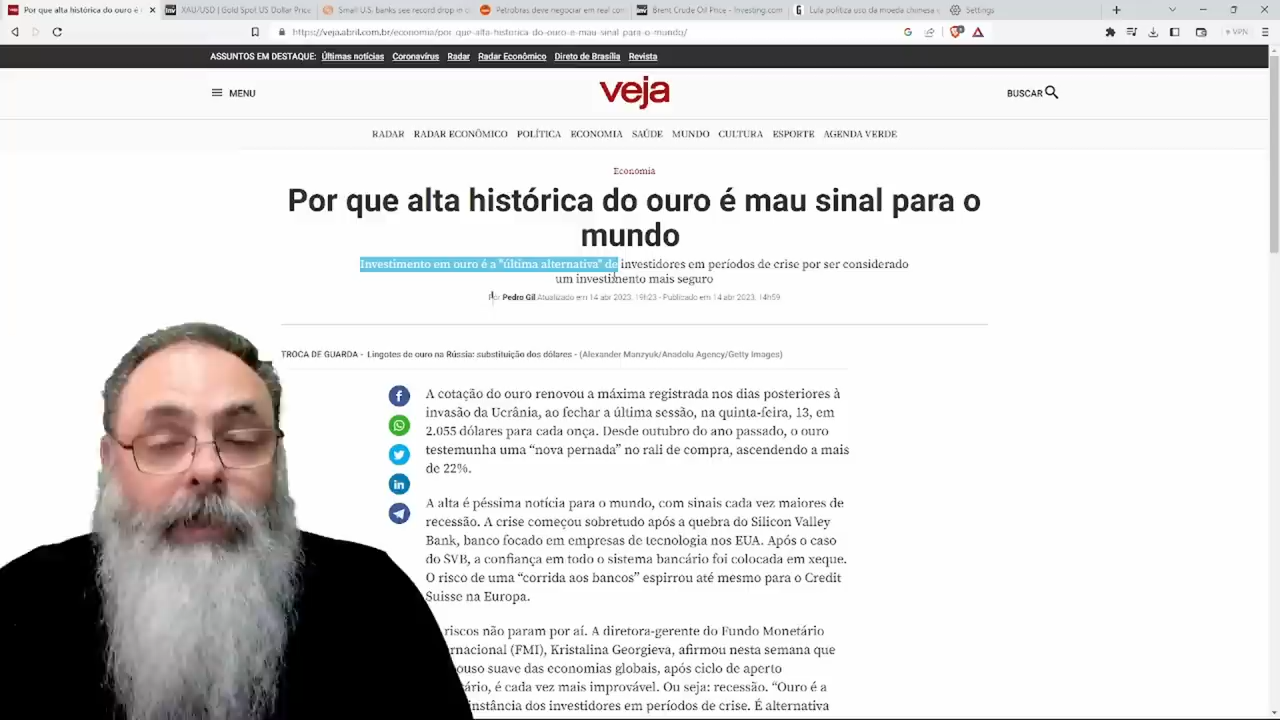 Por que alta histórica do ouro é
XAU/USD | Gold Spot US Dollar Price
Small U.S. banks see record drop in
Petrobras deve negociar em real com
Brent Crude Oil Price - Investing.com
Lula politiza uso da moeda chinesa
Settings
https://veja.abril.com.br/economia/por-que-alta-historica-do-ouro-e-mau-sinal-para-o-mundo/
VPN
ASSUNTOS EM DESTAQUE: Últimas notícias Coronavírus Radar Radar Econômico Direto de Brasília Revista
MENU
veja
BUSCAR
RADAR RADAR ECONÔMICO POLÍTICA ECONOMIA SAÚDE MUNDO CULTURA ESPORTE AGENDA VERDE
Economia
Por que alta histórica do ouro é mau sinal para o
mundo
Investimento em ouro é a "última alternativa" de investidores em períodos de crise por ser considerado
um investimento mais seguro
Por Pedro Gil Atualizado em 14 abr 2023, 19h23 - Publicado em 14 abr 2023, 14h59
TROCA DE GUARDA - Lingotes de ouro na Rússia: substituição dos dólares - (Alexander Manzyuk/Anadolu Agency/Getty Images)
A cotação do ouro renovou a máxima registrada nos dias posteriores à
invasão da Ucrânia, ao fechar a última sessão, na quinta-feira, 13, em
2.055 dólares para cada onça. Desde outubro do ano passado, o ouro
testemunha uma “nova pernada” no rali de compra, ascendendo a mais
de 22%.
A alta é péssima notícia para o mundo, com sinais cada vez maiores de
recessão. A crise começou sobretudo após a quebra do Silicon Valley
Bank, banco focado em empresas de tecnologia nos EUA. Após o caso
do SVB, a confiança em todo o sistema bancário foi colocada em xeque.
O risco de uma “corrida aos bancos” espirrou até mesmo para o Credit
Suisse na Europa.
riscos não param por aí. A diretora-gerente do Fundo Monetário
rnacional (FMI), Kristalina Georgieva, afirmou nesta semana que
ouso suave das economias globais, após ciclo de aperto
ário, é cada vez mais improvável. Ou seja: recessão. “Ouro é a
instância dos investidores em períodos de crise. É alternativa